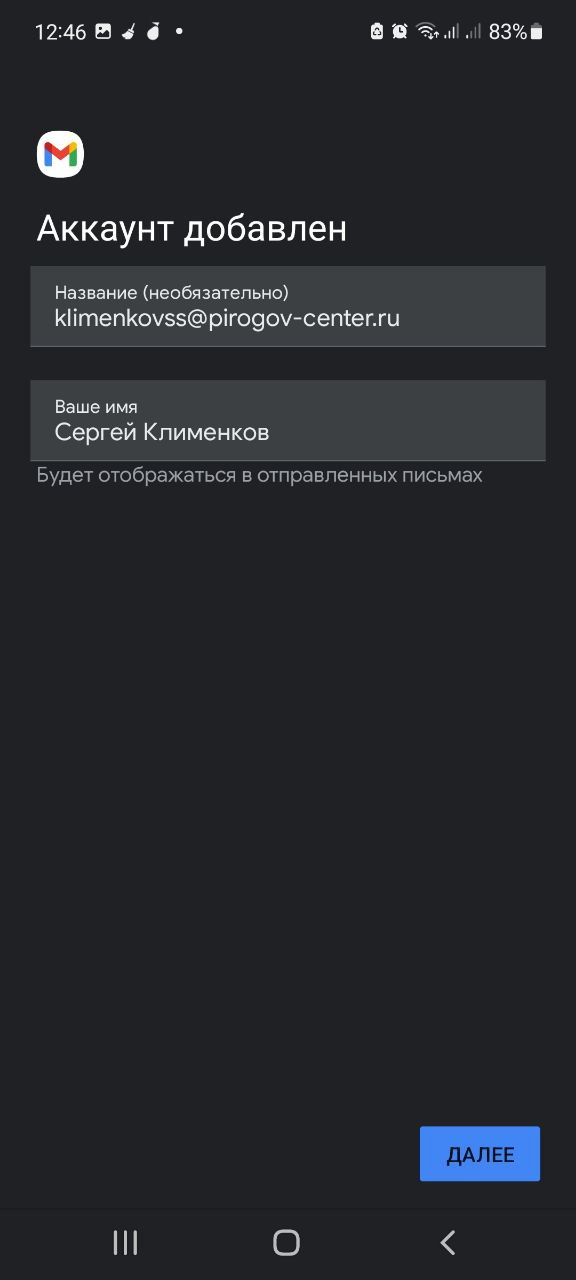 12:46 83%
Аккаунт добавлен
Название (необязательно)
klimenkovss@pirogov-center.ru
Ваше имя
Сергей Клименков
Будет отображаться в отправленных письмах
ДАЛЕЕ